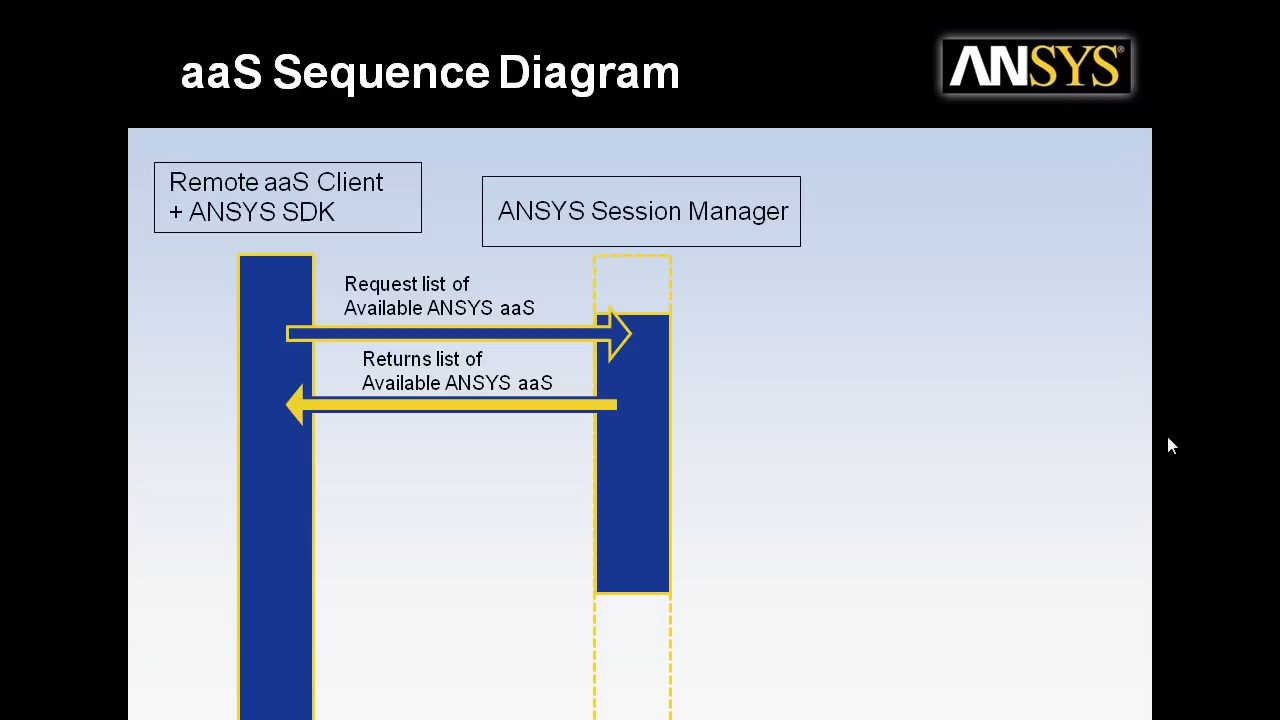 aaS Sequence Diagram
ANSYS®
Remote aaS Client
+ ANSYS SDK
ANSYS Session Manager
Request list of
Available ANSYS aaS
Returns list of
Available ANSYS aaS